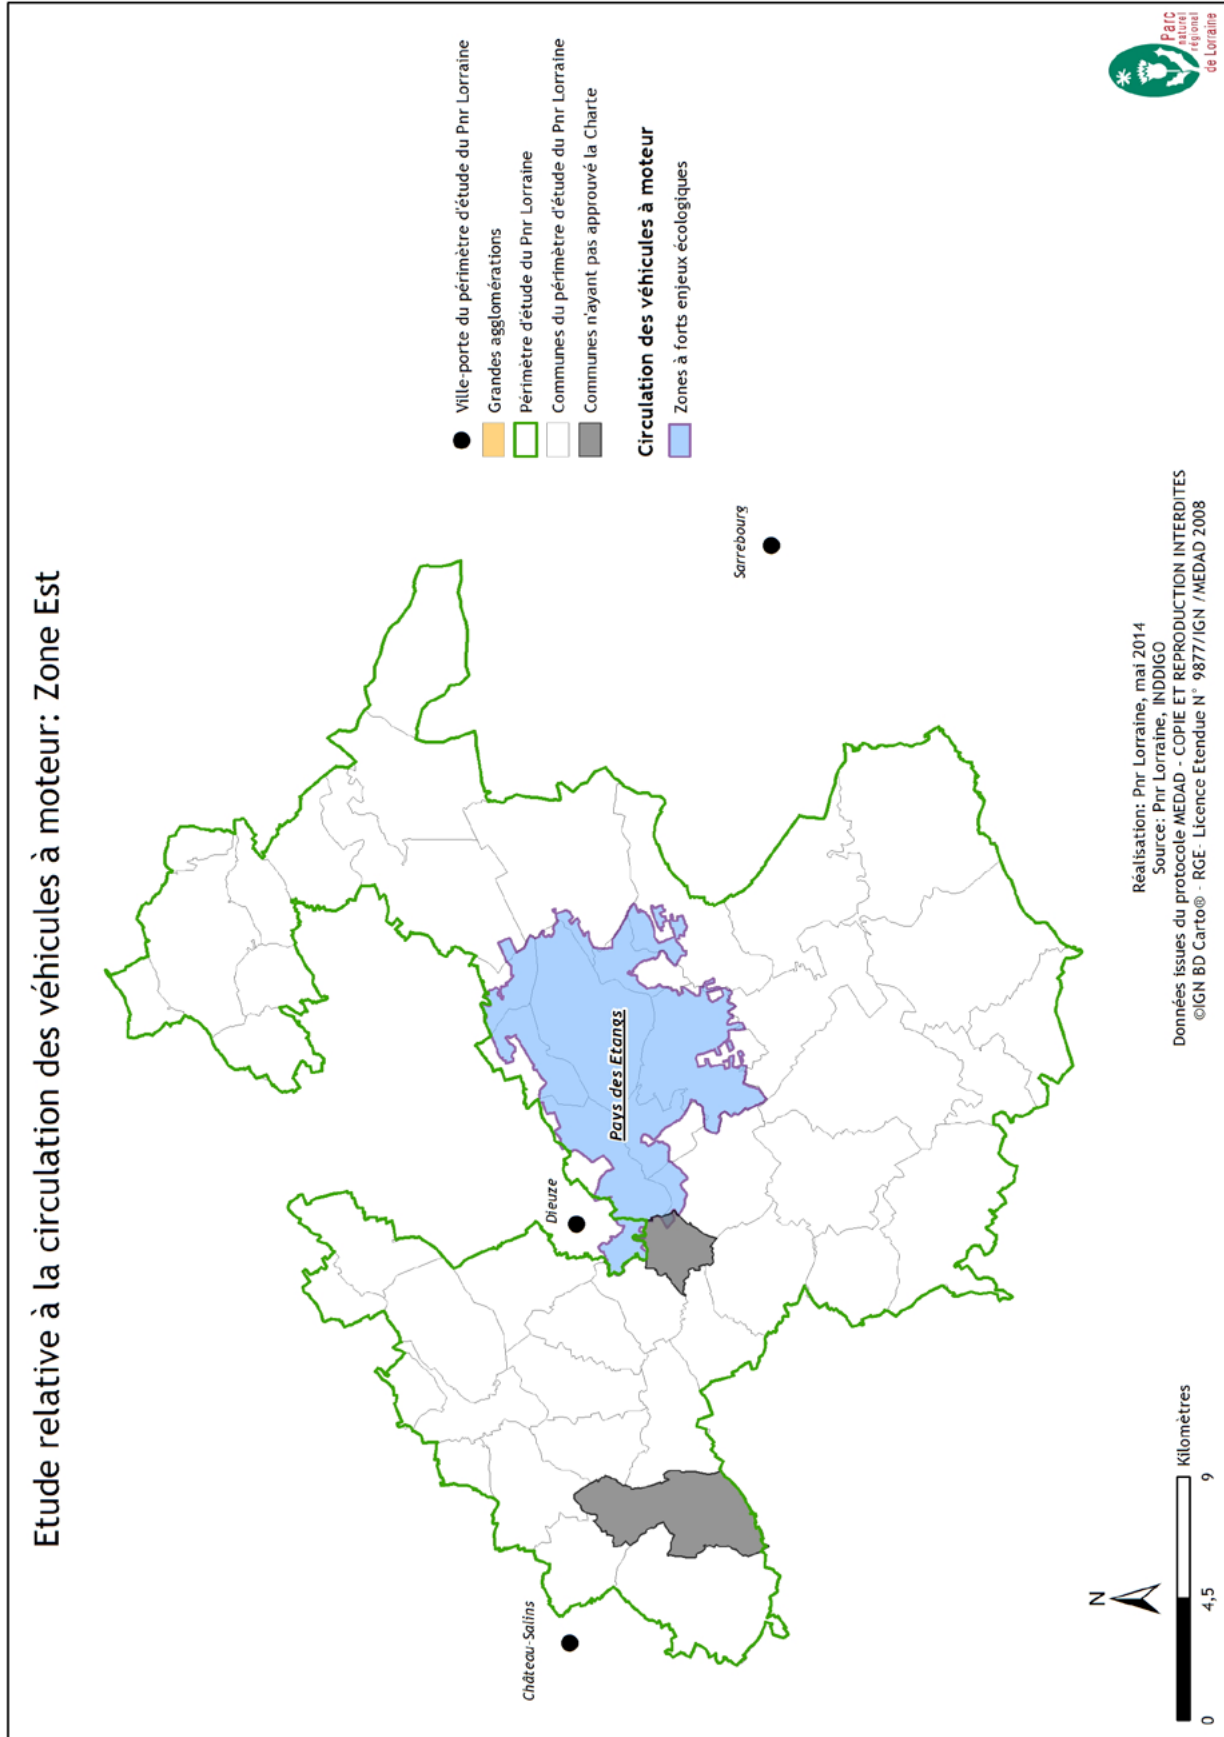 Etude relative à la circulation des véhicules à moteur: Zone Est
Ville-porte du périmètre d'étude du Pnr Lorraine
Grandes agglomérations
Périmètre d'étude du Pnr Lorraine
Communes du périmètre d'étude du Pnr Lorraine
Communes n'ayant pas approuvé la Charte
Circulation des véhicules à moteur
Zones à forts enjeux écologiques
Château-Salins
Dieuze
Pays des Etangs
Sarrebourg
N
0
4,5
9
Kilomètres
Réalisation: Pnr Lorraine, mai 2014
Source: Pnr Lorraine, INDDIGO
Données issues du protocole MEDAD - COPIE ET REPRODUCTION INTERDITES
©IGN BD Carto® - RGE - Licence Etendue N° 9877/IGN /MEDAD 2008
Parc
naturel
régional
de Lorraine